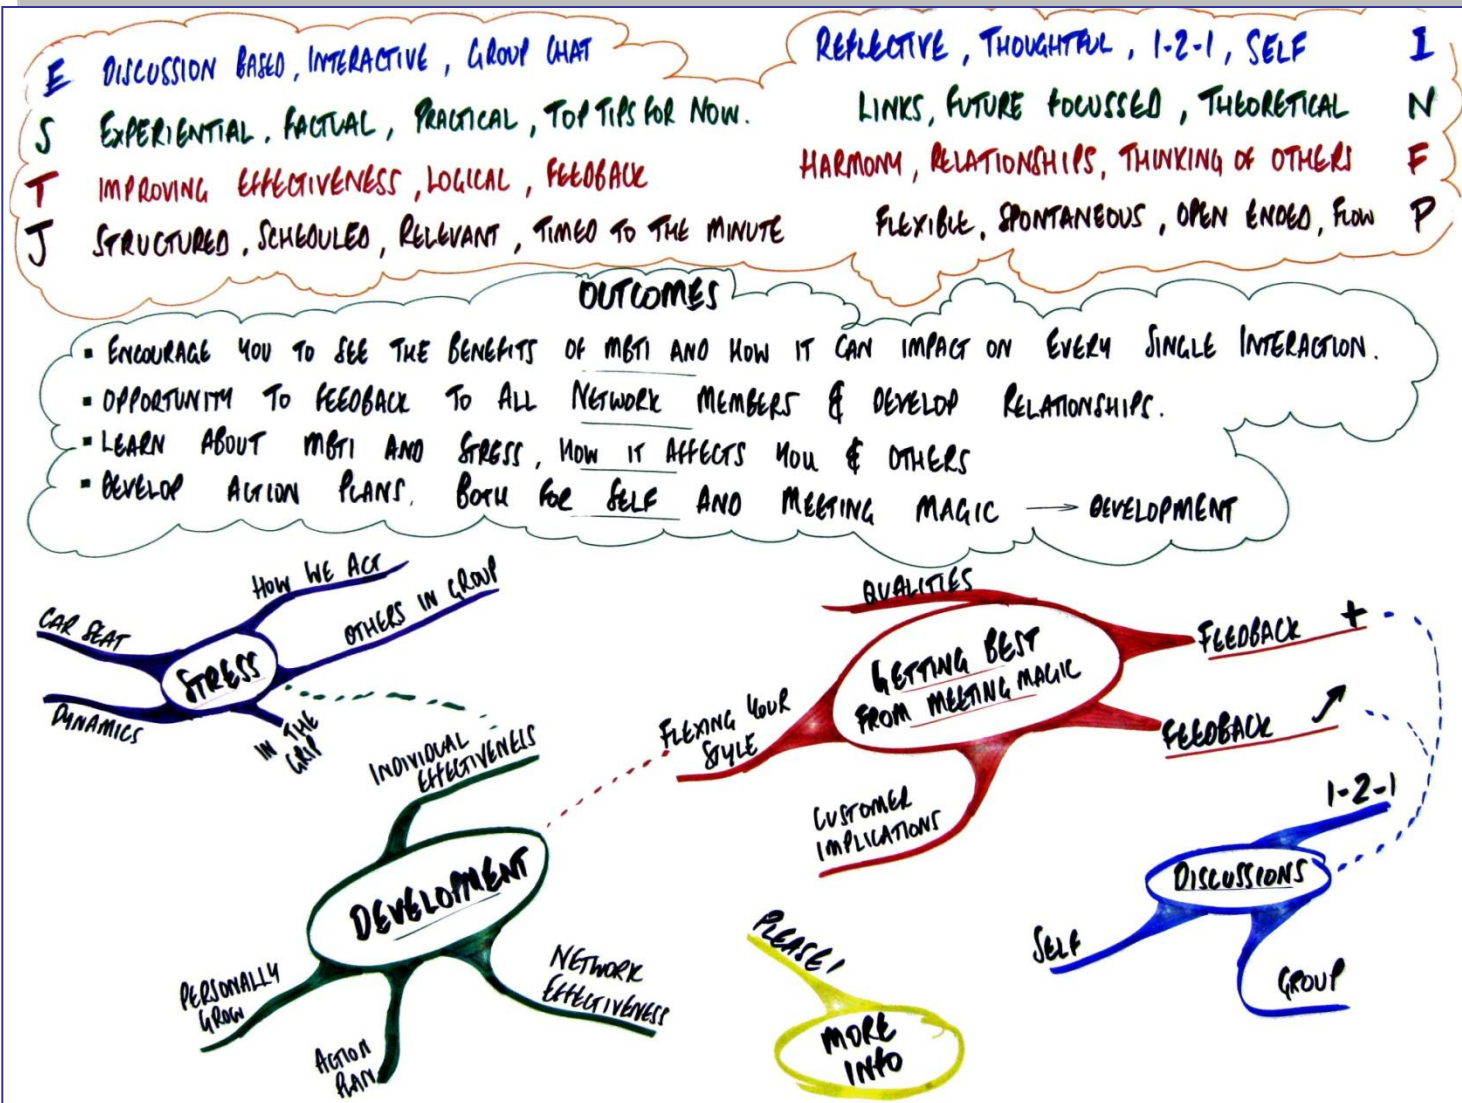 E DISCUSSION BASED, INTERACTIVE, GROUP CHAT
REFLECTIVE, THOUGHTFUL, 1-2-1, SELF I
S EXPERIENTIAL, FACTUAL, PRACTICAL, TOP TIPS FOR NOW.
LINKS, FUTURE FOCUSSED, THEORETICAL N
T IMPROVING EFFECTIVENESS, LOGICAL, FEEDBACK
HARMONY, RELATIONSHIPS, THINKING OF OTHERS F
J STRUCTURED, SCHEDULED, RELEVANT, TIMED TO THE MINUTE
FLEXIBLE, SPONTANEOUS, OPEN ENDED, FLOW P
OUTCOMES
▪ ENCOURAGE YOU TO SEE THE BENEFITS OF MBTI AND HOW IT CAN IMPACT ON EVERY SINGLE INTERACTION.
▪ OPPORTUNITY TO FEEDBACK TO ALL NETWORK MEMBERS & DEVELOP RELATIONSHIPS.
▪ LEARN ABOUT MBTI AND STRESS, HOW IT AFFECTS YOU & OTHERS
▪ DEVELOP ACTION PLANS. BOTH FOR SELF AND MEETING MAGIC → DEVELOPMENT
HOW WE ACT
OTHERS IN GROUP
CAR SEAT
STRESS
DYNAMICS
IN THE
GRIP
QUALITIES
GETTING BEST
FROM MEETING MAGIC
FEEDBACK +
FEEDBACK ↗
FLEXING YOUR
STYLE
CUSTOMER
IMPLICATIONS
INDIVIDUAL
EFFECTIVENESS
DEVELOPMENT
PERSONALLY
GROW
ACTION
PLAN
NETWORK
EFFECTIVENESS
1-2-1
DISCUSSIONS
SELF
GROUP
PLEASE!
MORE
INFO